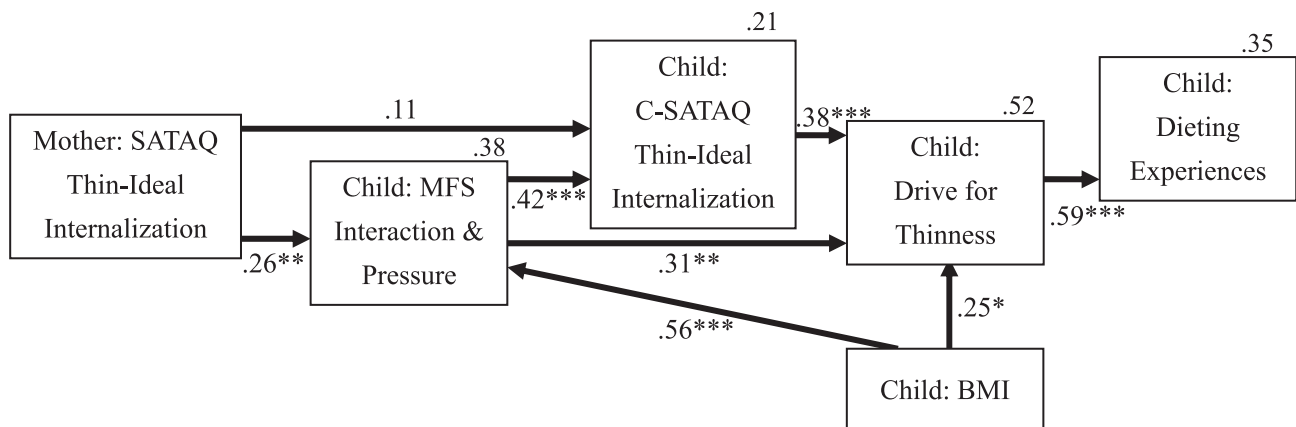 .21
.35
Child:
C-SATAQ
Thin-Ideal
Internalization
Child:
Dieting
Experiences
.11
.38***
.52
Mother: SATAQ
Thin-Ideal
Internalization
.38
Child: MFS
Interaction &
Pressure
.42***
Child:
Drive for
Thinness
.59***
.26**
.31**
.56***
.25*
Child: BMI